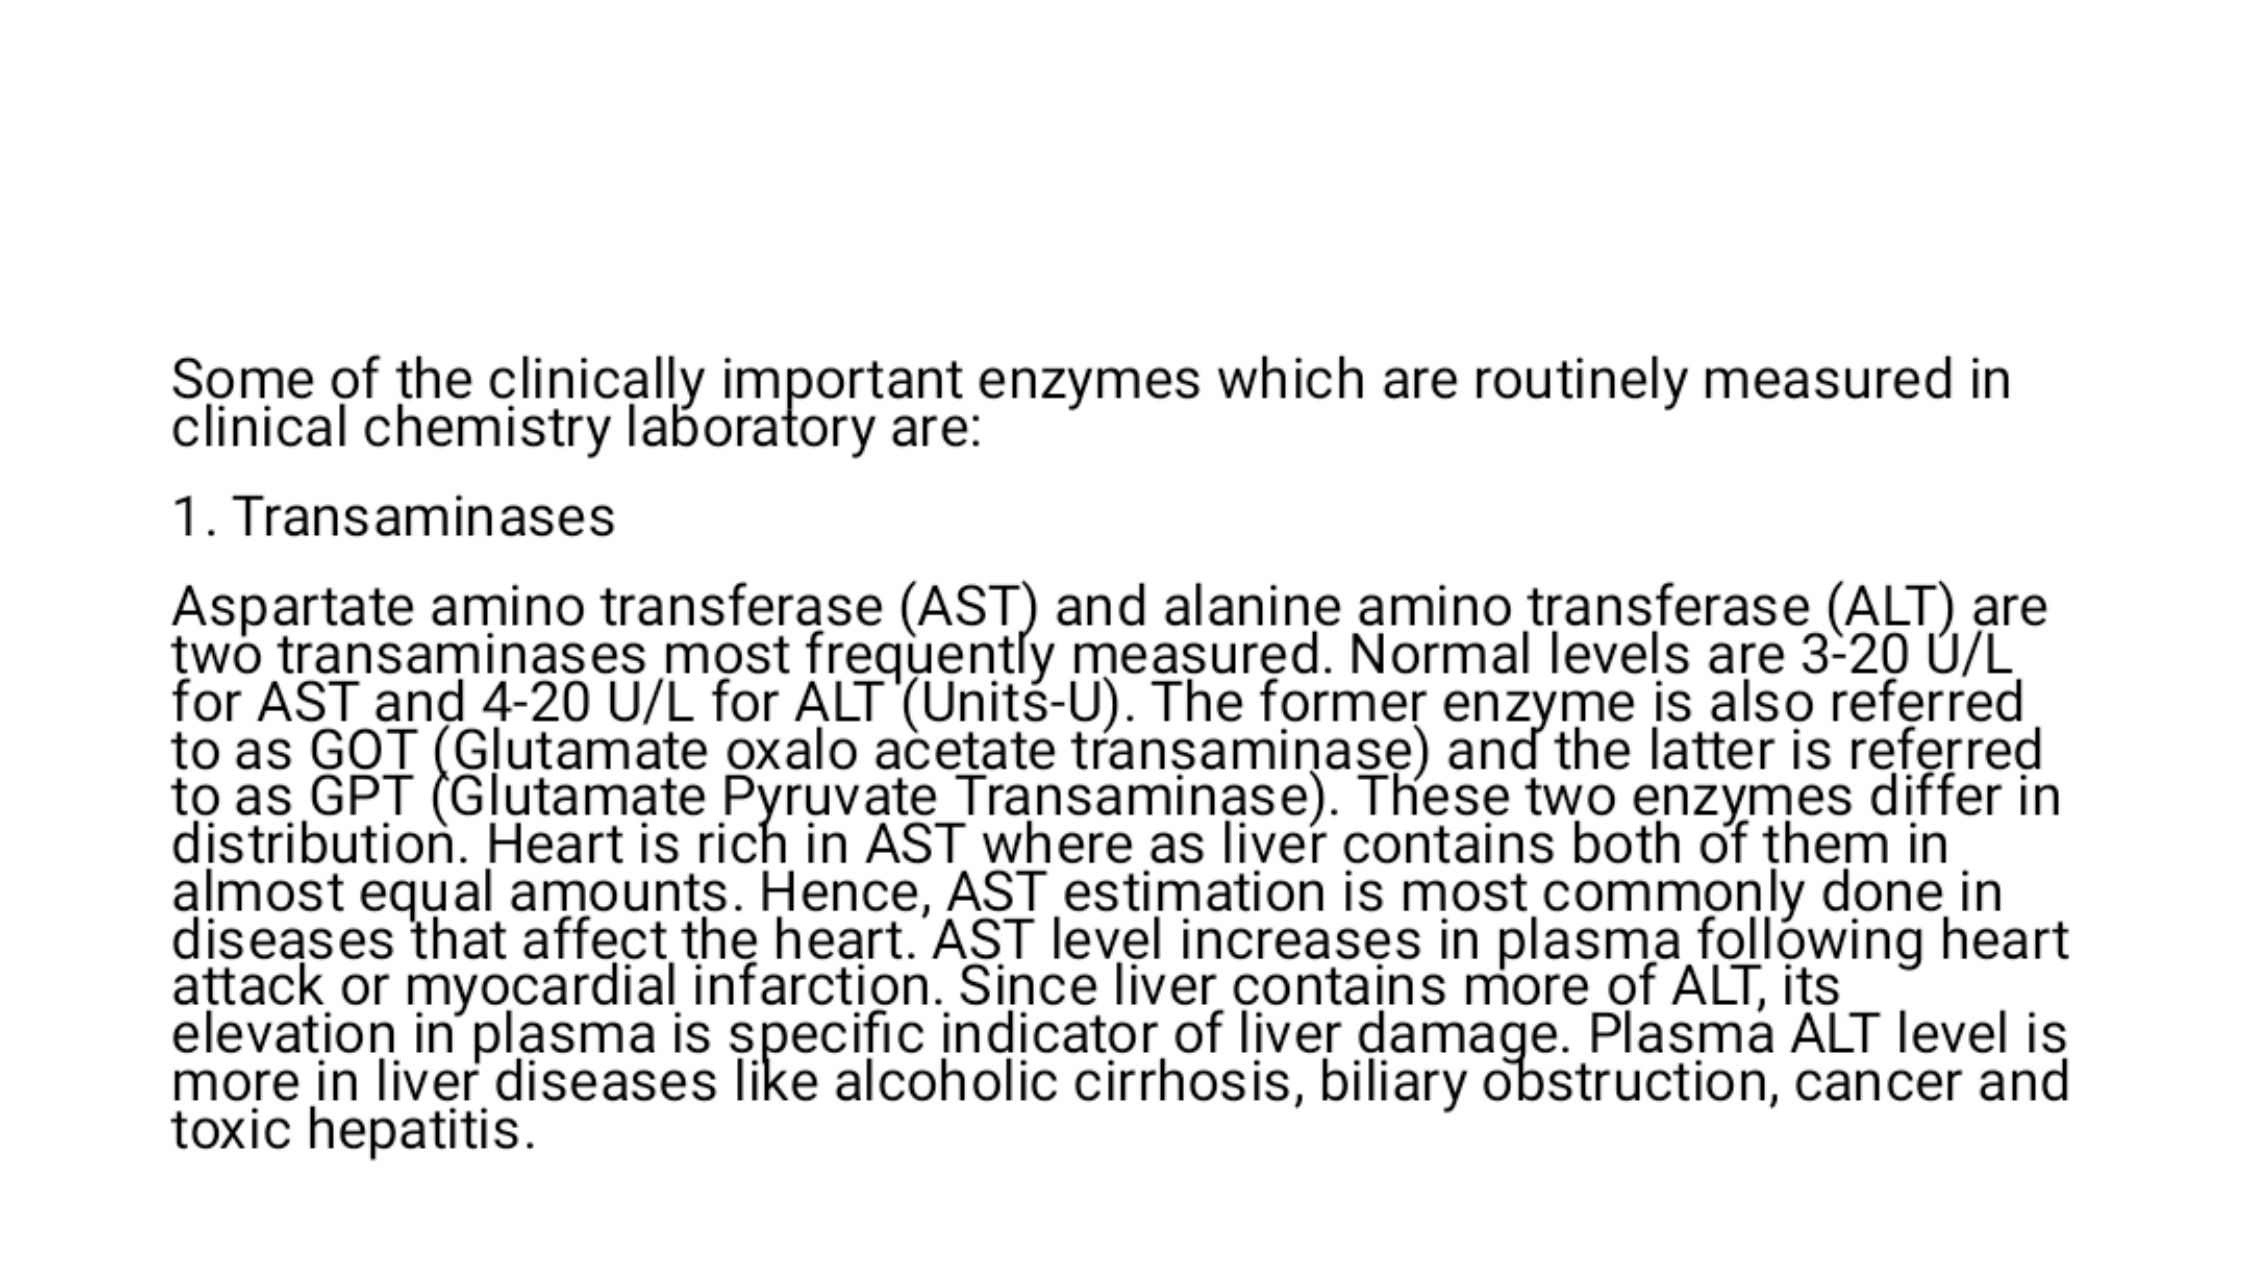 Some of the clinically important enzymes which are routinely measured in
clinical chemistry laboratory are:
1. Transaminases
Aspartate amino transferase (AST) and alanine amino transferase (ALT) are
two transaminases most frequently measured. Normal levels are 3-20 U/L
for AST and 4-20 U/L for ALT (Units-U). The former enzyme is also referred
to as GOT (Glutamate oxalo acetate transaminase) and the latter is referred
to as GPT (Glutamate Pyruvate Transaminase). These two enzymes differ in
distribution. Heart is rich in AST where as liver contains both of them in
almost equal amounts. Hence, AST estimation is most commonly done in
diseases that affect the heart. AST level increases in plasma following heart
attack or myocardial infarction. Since liver contains more of ALT, its
elevation in plasma is specific indicator of liver damage. Plasma ALT level is
more in liver diseases like alcoholic cirrhosis, biliary obstruction, cancer and
toxic hepatitis.